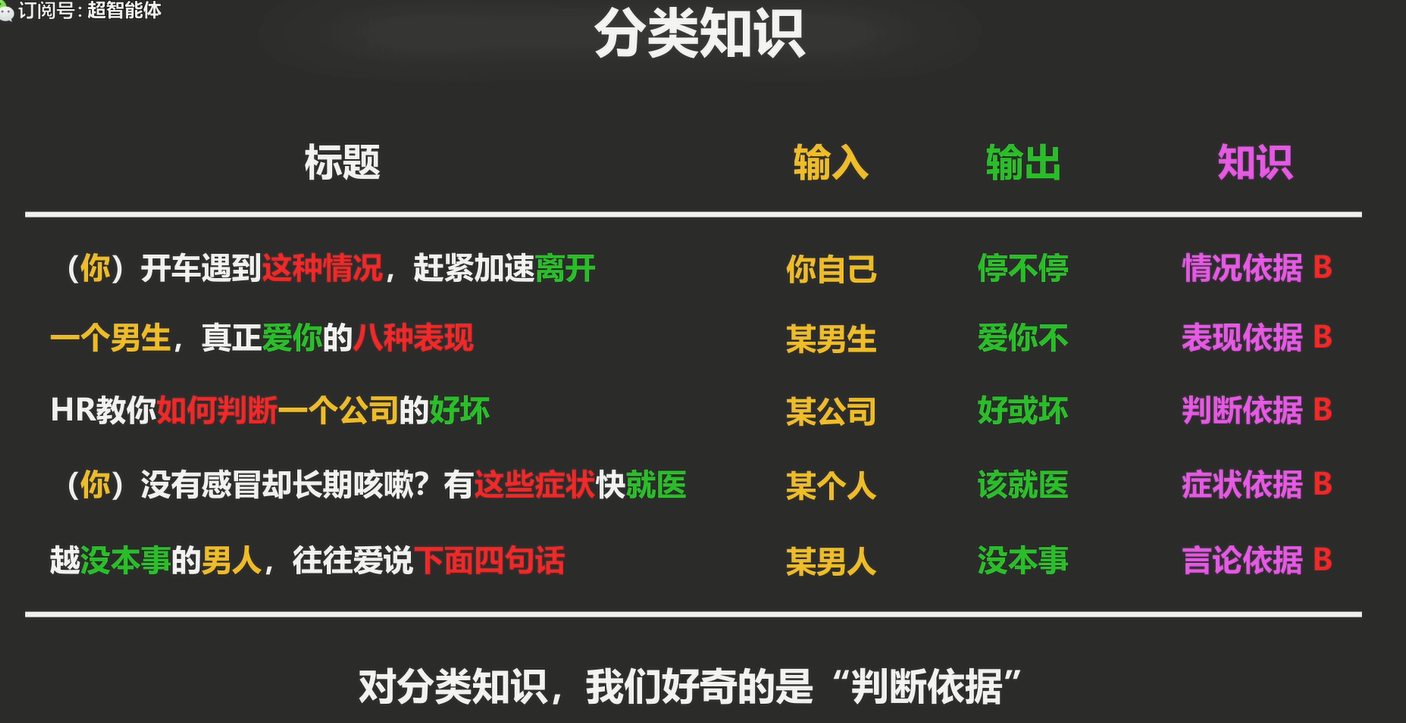 订阅号：超智能体
分类知识
标题 输入 输出 知识
（你）开车遇到这种情况，赶紧加速离开 你自己 停不停 情况依据 B
一个男生，真正爱你的八种表现 某男生 爱你不 表现依据 B
HR教你如何判断一个公司的好坏 某公司 好或坏 判断依据 B
（你）没有感冒却长期咳嗽？有这些症状快就医 某个人 该就医 症状依据 B
越没本事的男人，往往爱说下面四句话 某男人 没本事 言论依据 B
对分类知识，我们好奇的是“判断依据”